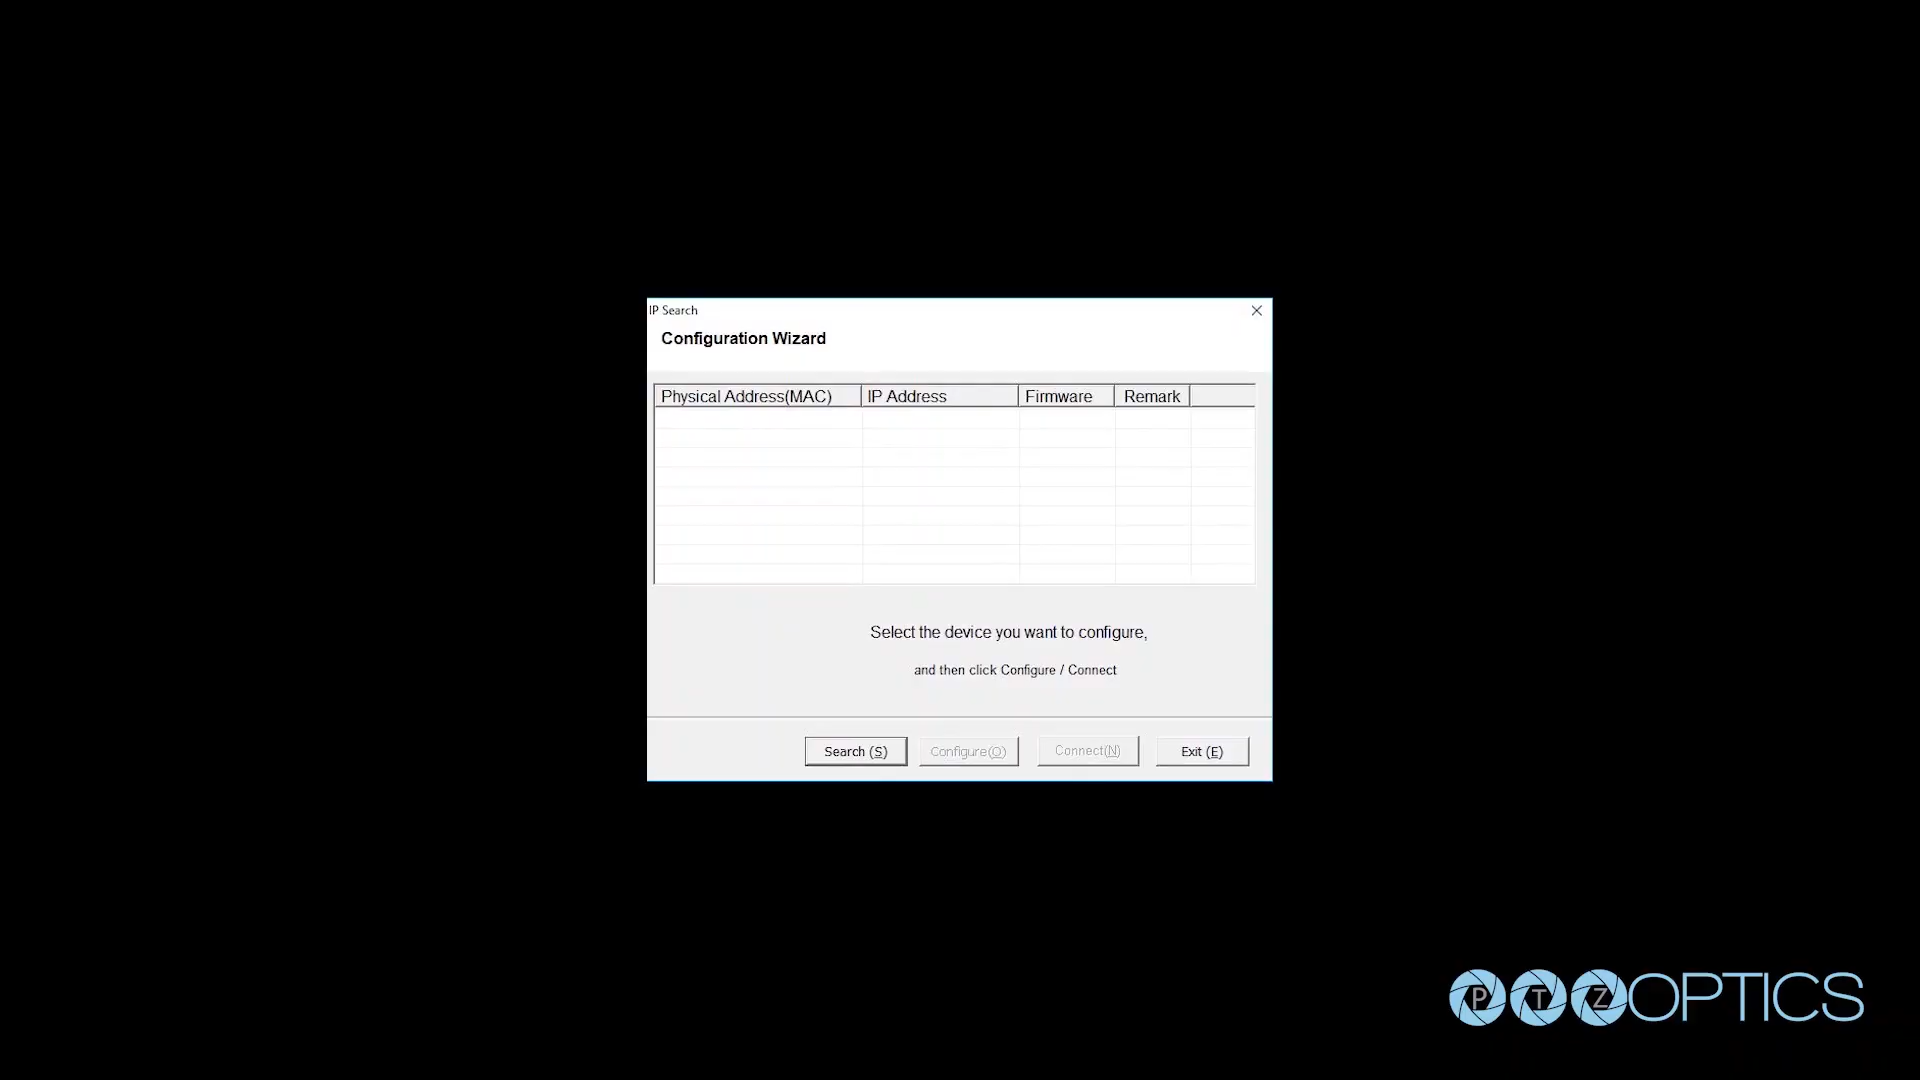 IP Search
Configuration Wizard
Physical Address(MAC) IP Address Firmware Remark
Select the device you want to configure,
and then click Configure / Connect
Search (S) Configure(O) Connect(N) Exit (E)
PTZOPTICS